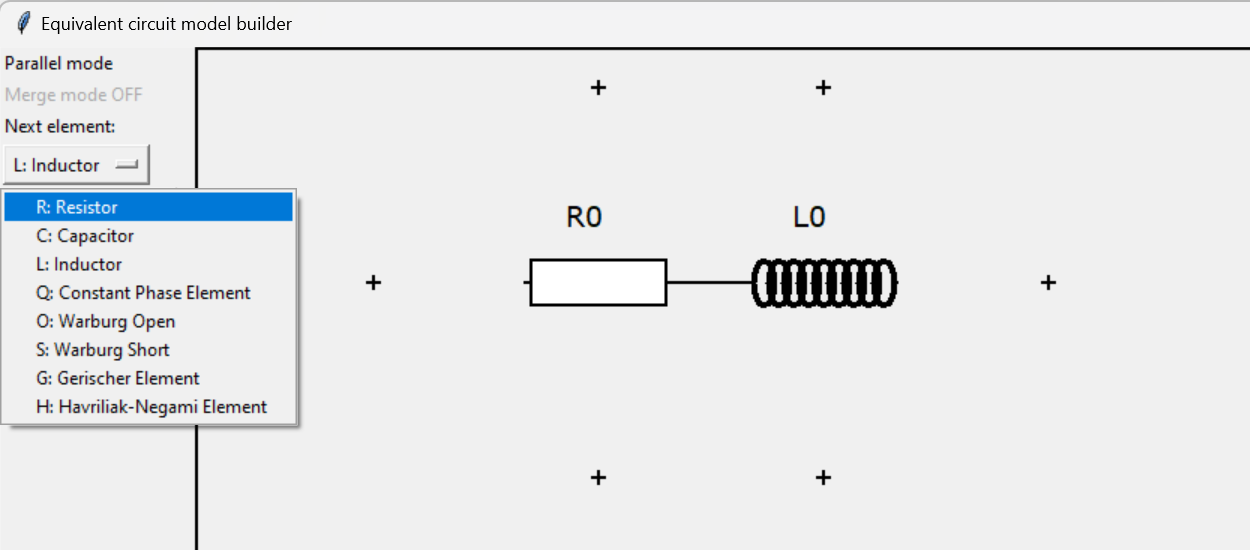 Equivalent circuit model builder
Parallel mode
Merge mode OFF
Next element:
L: Inductor
R: Resistor
C: Capacitor
L: Inductor
Q: Constant Phase Element
O: Warburg Open
S: Warburg Short
G: Gerischer Element
H: Havriliak-Negami Element
+ +
R0 L0
+ +
+ +